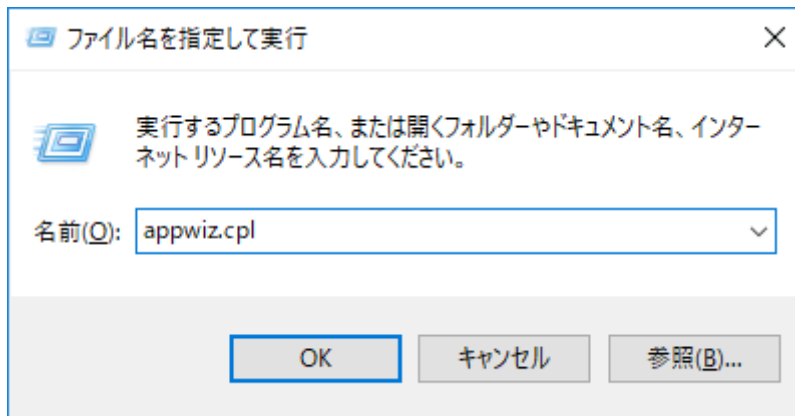 ファイル名を指定して実行
実行するプログラム名、または開くフォルダーやドキュメント名、インター
ネット リソース名を入力してください。
名前(O): appwiz.cpl
OK キャンセル 参照(B)...